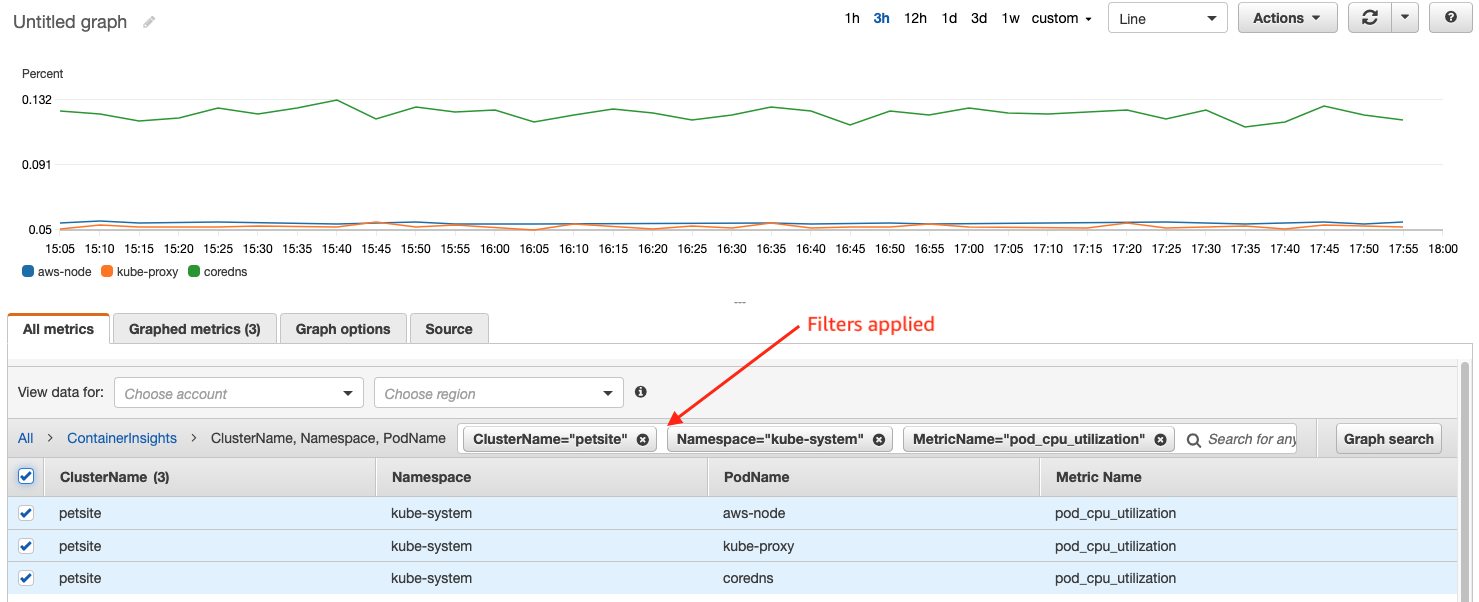 Untitled graph
1h 3h 12h 1d 3d 1w custom Line Actions
Percent
0.132
0.091
0.05
15:05 15:10 15:15 15:20 15:25 15:30 15:35 15:40 15:45 15:50 15:55 16:00 16:05 16:10 16:15 16:20 16:25 16:30 16:35 16:40 16:45 16:50 16:55 17:00 17:05 17:10 17:15 17:20 17:25 17:30 17:35 17:40 17:45 17:50 17:55 18:00
aws-node kube-proxy coredns
All metrics Graphed metrics (3) Graph options Source
Filters applied
View data for: Choose account Choose region
All > ContainerInsights > ClusterName, Namespace, PodName ClusterName="petsite" Namespace="kube-system" MetricName="pod_cpu_utilization" Search for any Graph search
ClusterName (3) Namespace PodName Metric Name
petsite kube-system aws-node pod_cpu_utilization
petsite kube-system kube-proxy pod_cpu_utilization
petsite kube-system coredns pod_cpu_utilization